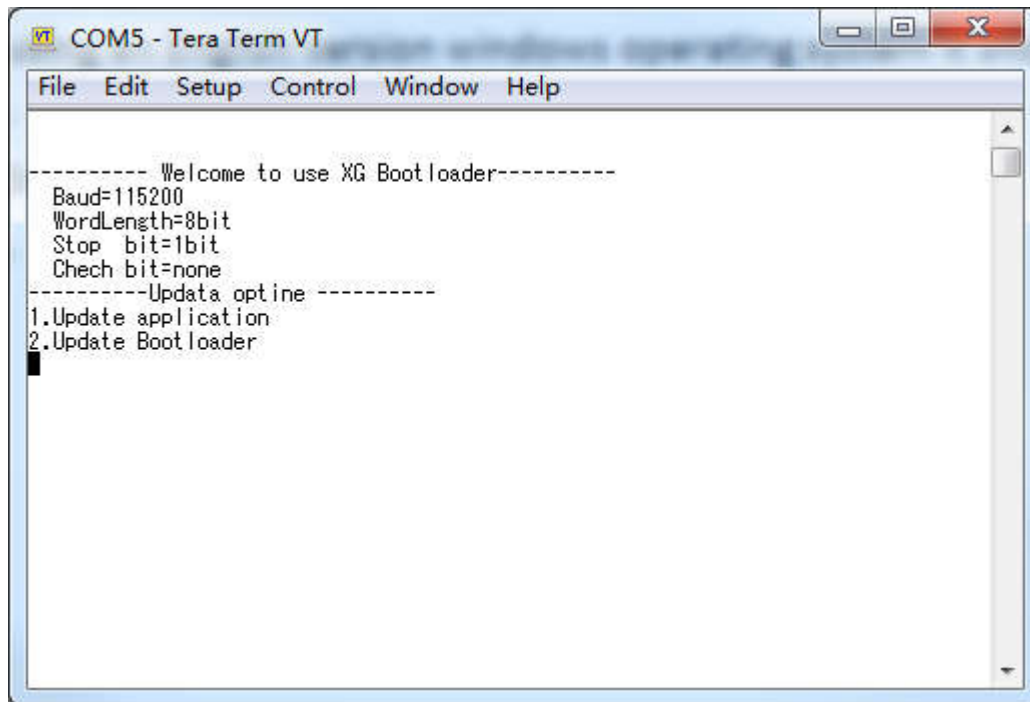 COM5 - Tera Term VT
File Edit Setup Control Window Help
---------- Welcome to use XG Bootloader----------
Baud=115200
WordLength=8bit
Stop  bit=1bit
Chech bit=none
----------Updata optine ----------
1.Update application
2.Update Bootloader